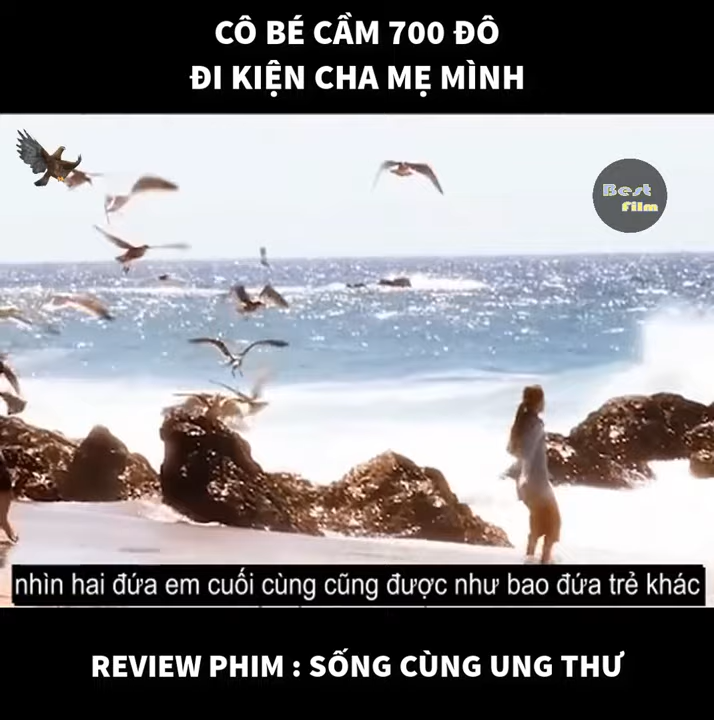 CÔ BÉ CẦM 700 ĐÔ
ĐI KIỆN CHA MẸ MÌNH
Best
film
nhìn hai đứa em cuối cùng cũng được như bao đứa trẻ khác
REVIEW PHIM : SỐNG CÙNG UNG THƯ